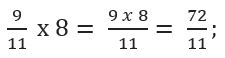 9/11 x 8 = 9 x 8/11 = 72/11 ;